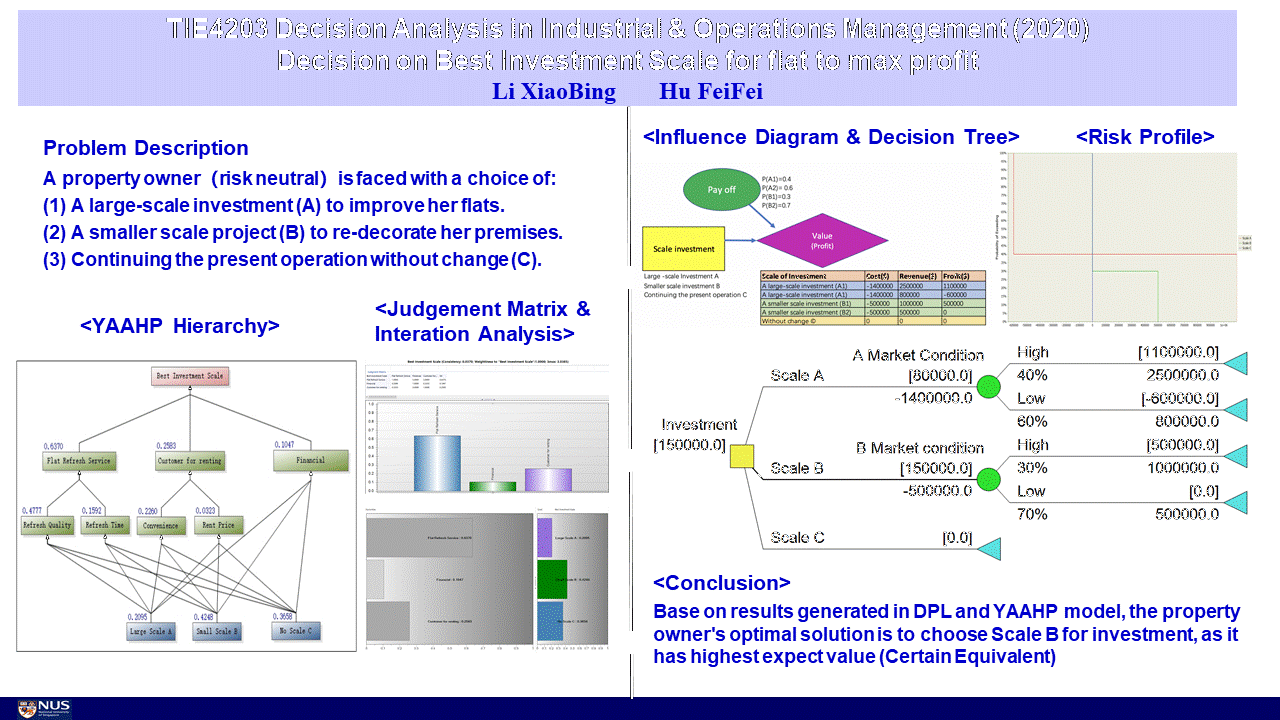 TIE4203 Decision Analysis in Industrial & Operations Management (2020)
Decision on Best Investment Scale for flat to max profit
Li XiaoBing Hu FeiFei
Problem Description
A property owner（risk neutral）is faced with a choice of:
(1) A large-scale investment (A) to improve her flats.
(2) A smaller scale project (B) to re-decorate her premises.
(3) Continuing the present operation without change (C).
<YAAHP Hierarchy>
Best Investment Scale
0.6370
0.2583
0.1047
Flat Refresh Service
Customer for renting
Financial
0.4777
0.1592
0.2260
0.0323
Refresh Quality
Refresh Time
Convenience
Rent Price
0.2095
0.4248
0.3658
Large Scale A
Small Scale B
No Scale C
<Judgement Matrix &
Interation Analysis>
<Influence Diagram & Decision Tree>
<Risk Profile>
Pay off
P(A1)=0.4
P(A2)= 0.6
P(B1)=0.3
P(B2)=0.7
Scale investment
Value
(Profit)
Large -scale Investment A
Smaller scale investment B
Continuing the present operation C
Scale of Investment Cost($) Revenue($) Profit($)
A large-scale investment (A1) -1400000 2500000 1100000
A large-scale investment (A1) -1400000 800000 -600000
A smaller scale investment (B1) -500000 1000000 500000
A smaller scale investment (B2) -500000 500000 0
Without change © 0 0 0
Investment
[150000.0]
Scale A
A Market Condition
[80000.0]
-1400000.0
High
40%
[1100000.0]
2500000.0
Low
60%
[-600000.0]
800000.0
Scale B
B Market condition
[150000.0]
-500000.0
High
30%
[500000.0]
1000000.0
Low
70%
[0.0]
500000.0
Scale C
[0.0]
<Conclusion>
Base on results generated in DPL and YAAHP model, the property
owner's optimal solution is to choose Scale B for investment, as it
has highest expect value (Certain Equivalent)
NUS
National University
of Singapore